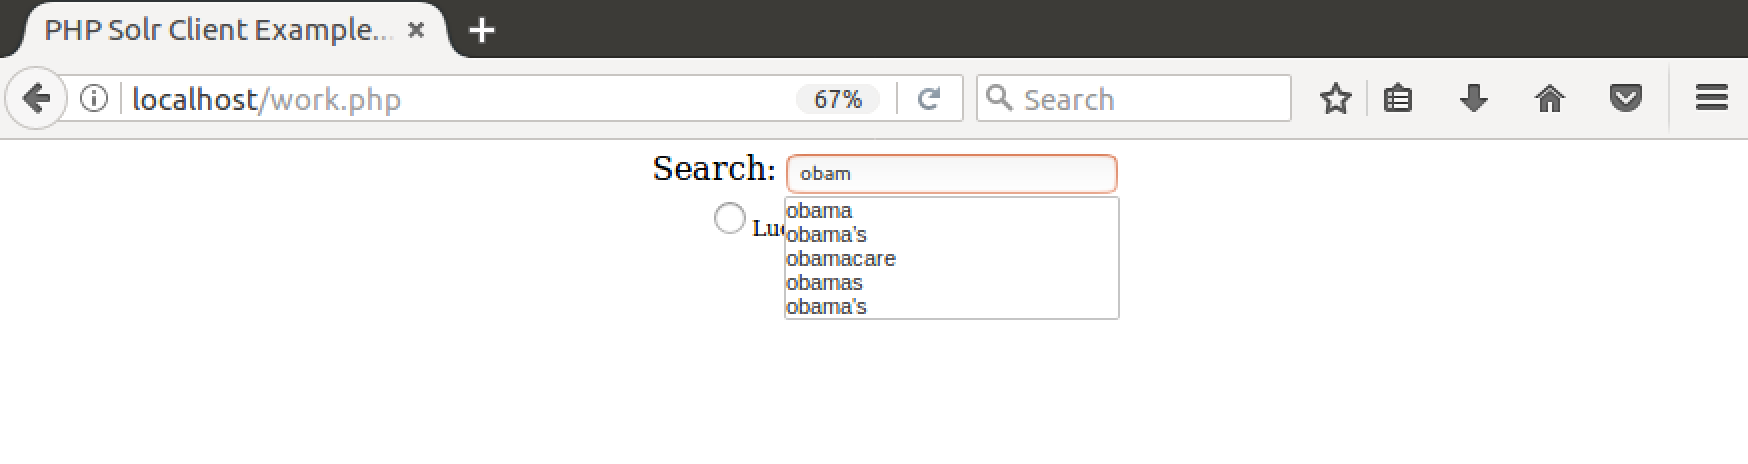 PHP Solr Client Example...
localhost/work.php 67% Search
Search: obam
obama
obama's
obamacare
obamas
obama's